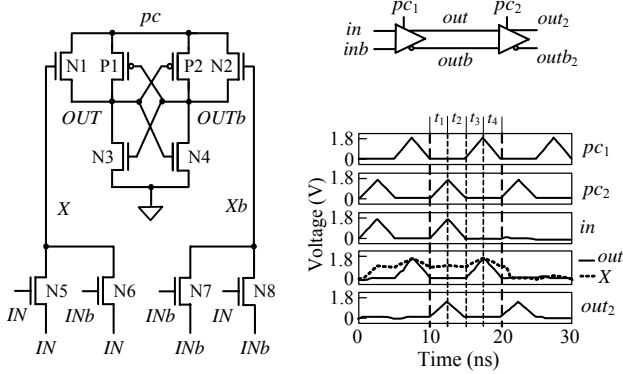 pc
N1 P1 P2 N2
OUT OUTb
N3 N4
X Xb
N5 N6 N7 N8
IN INb INb IN
IN IN INb INb
pc1 pc2
in out out2
inb outb outb2
t1 t2 t3 t4
1.8
0
pc1
1.8
0
pc2
1.8
0
in
1.8
0
out
X
1.8
0
out2
Voltage (V)
0 10 20 30
Time (ns)